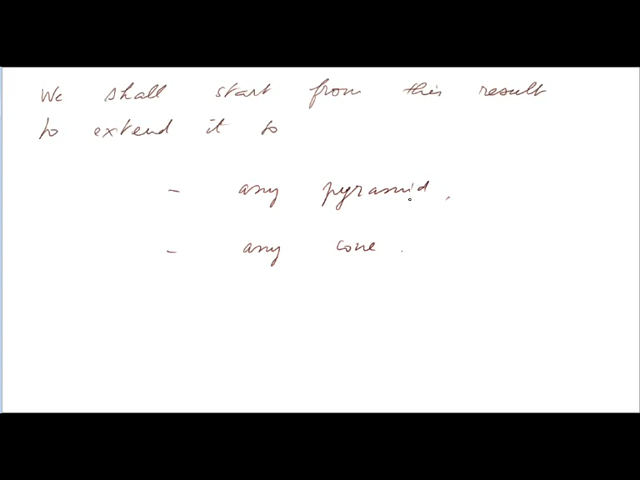 We shall start from this result
to extend it to
- any pyramid,
- any cone.